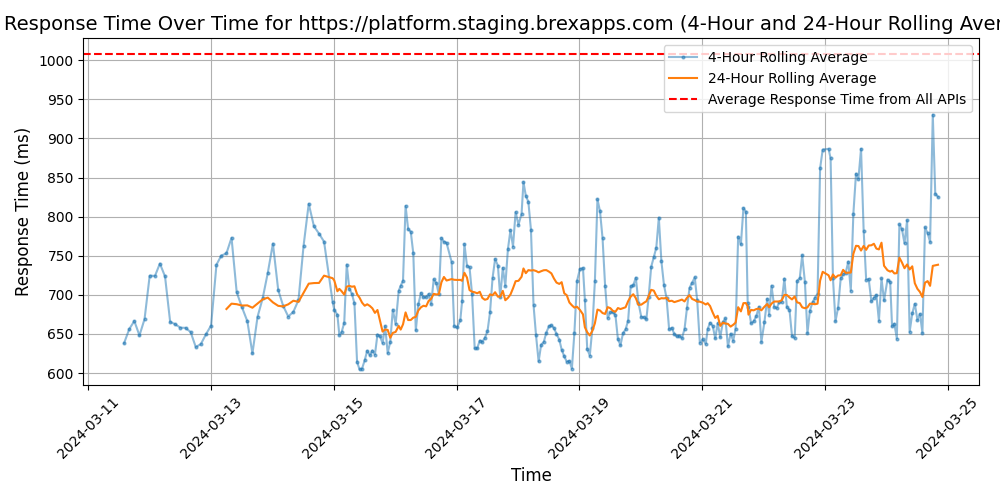 Response Time Over Time for https://platform.staging.brexapps.com (4-Hour and 24-Hour Rolling Aver
4-Hour Rolling Average
24-Hour Rolling Average
Average Response Time from All APIs
Response Time (ms)
1000
950
900
850
800
750
700
650
600
2024-03-11
2024-03-13
2024-03-15
2024-03-17
2024-03-19
2024-03-21
2024-03-23
2024-03-25
Time